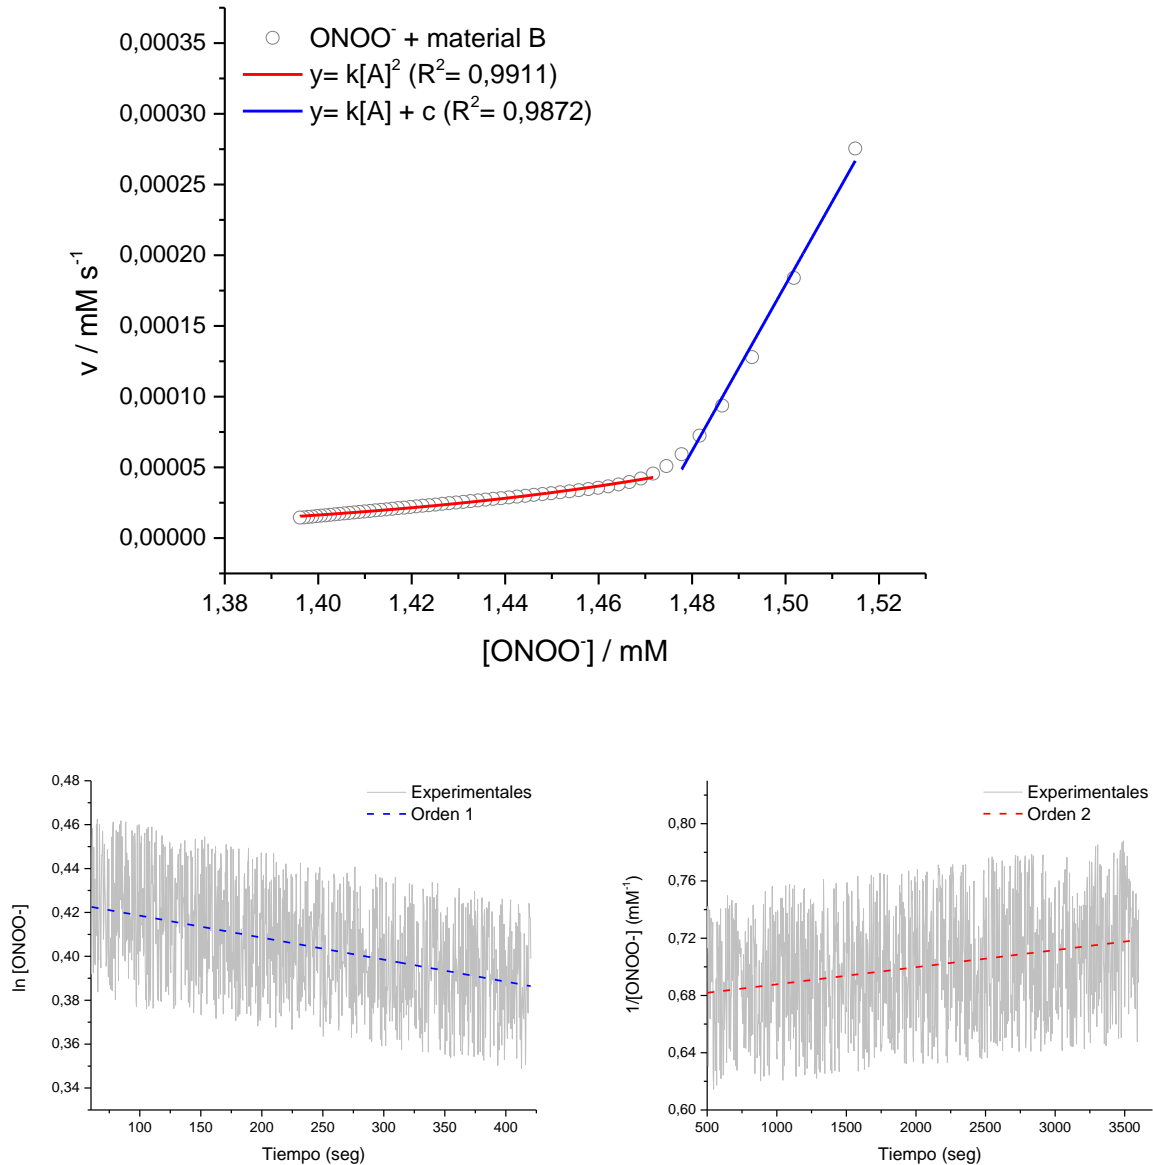 ONOO⁻ + material B
y= k[A]² (R²= 0,9911)
y= k[A] + c (R²= 0,9872)
0,00035
0,00030
0,00025
0,00020
0,00015
0,00010
0,00005
0,00000
v / mM s⁻¹
1,38 1,40 1,42 1,44 1,46 1,48 1,50 1,52
[ONOO⁻] / mM
Experimentales
Orden 1
0,48
0,46
0,44
0,42
0,40
0,38
0,36
0,34
ln [ONOO-]
100 150 200 250 300 350 400
Tiempo (seg)
Experimentales
Orden 2
0,80
0,76
0,72
0,68
0,64
0,60
1/[ONOO-] (mM⁻¹)
500 1000 1500 2000 2500 3000 3500
Tiempo (seg)